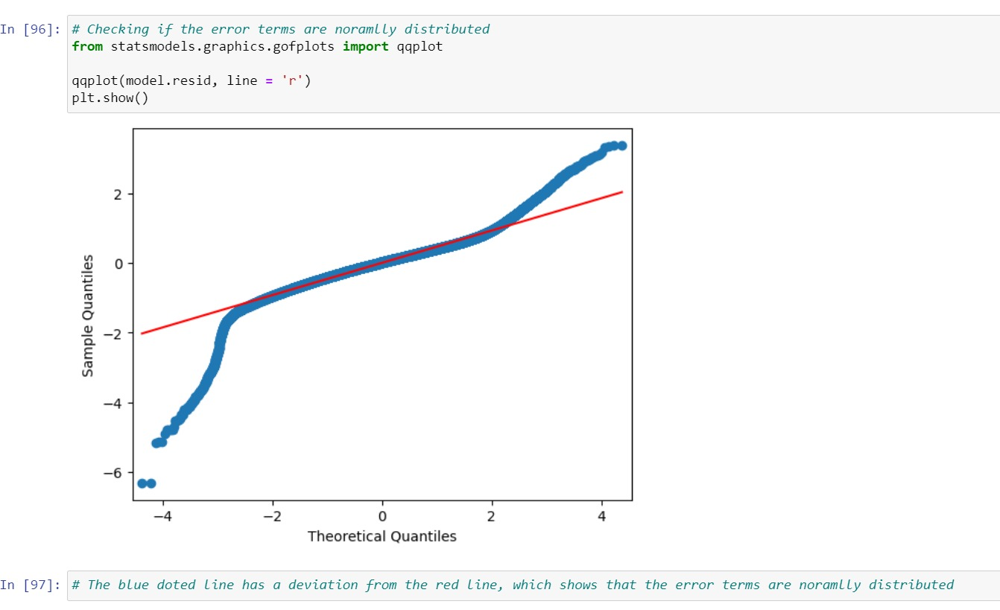 In [96]: # Checking if the error terms are noramlly distributed
from statsmodels.graphics.gofplots import qqplot
qqplot(model.resid, line = 'r')
plt.show()
2
0
−2
−4
−6
Sample Quantiles
−4 −2 0 2 4
Theoretical Quantiles
In [97]: # The blue doted line has a deviation from the red line, which shows that the error terms are noramlly distributed